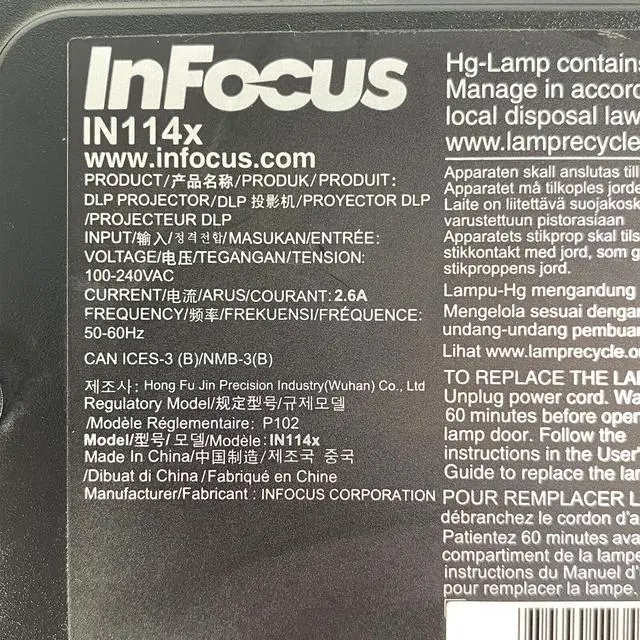 InFocus
IN114x
www.infocus.com
PRODUCT/产品名称/PRODUK/PRODUIT:
DLP PROJECTOR/DLP 投影机/PROYECTOR DLP
/PROJECTEUR DLP
INPUT/输入/정격전압/MASUKAN/ENTRÉE:
VOLTAGE/电压/TEGANGAN/TENSION:
100-240VAC
CURRENT/电流/ARUS/COURANT: 2.6A
FREQUENCY/频率/FREKUENSI/FRÉQUENCE:
50-60Hz
CAN ICES-3 (B)/NMB-3(B)
제조사: Hong Fu Jin Precision Industry(Wuhan) Co., Ltd
Regulatory Model/规定型号/규제모델
/Modèle Réglementaire: P102
Model/型号/모델/Modèle: IN114x
Made In China/中国制造/제조국 중국
/Dibuat di China /Fabriqué en Chine
Manufacturer/Fabricant : INFOCUS CORPORATION
Hg-Lamp contains
Manage in accord
local disposal law
www.lamprecycle
Apparaten skall anslutas till
Apparatet må tilkoples jorde
Laite on liitettävä suojakosk
varustettuun pistorasiaan
Apparatets stikprop skal tils
stikkontakt med jord, som g
stikproppens jord.
Lampu-Hg mengandung
Mengelola sesuai dengan
undang-undang pembuan
Lihat www.lamprecycle.or
TO REPLACE THE LA
Unplug power cord. Wa
60 minutes before open
lamp door. Follow the
instructions in the User'
Guide to replace the lam
POUR REMPLACER L
débranchez le cordon d'a
Patientez 60 minutes ava
compartiment de la lampe
instructions du Manuel d'
pour remplacer la lampe.